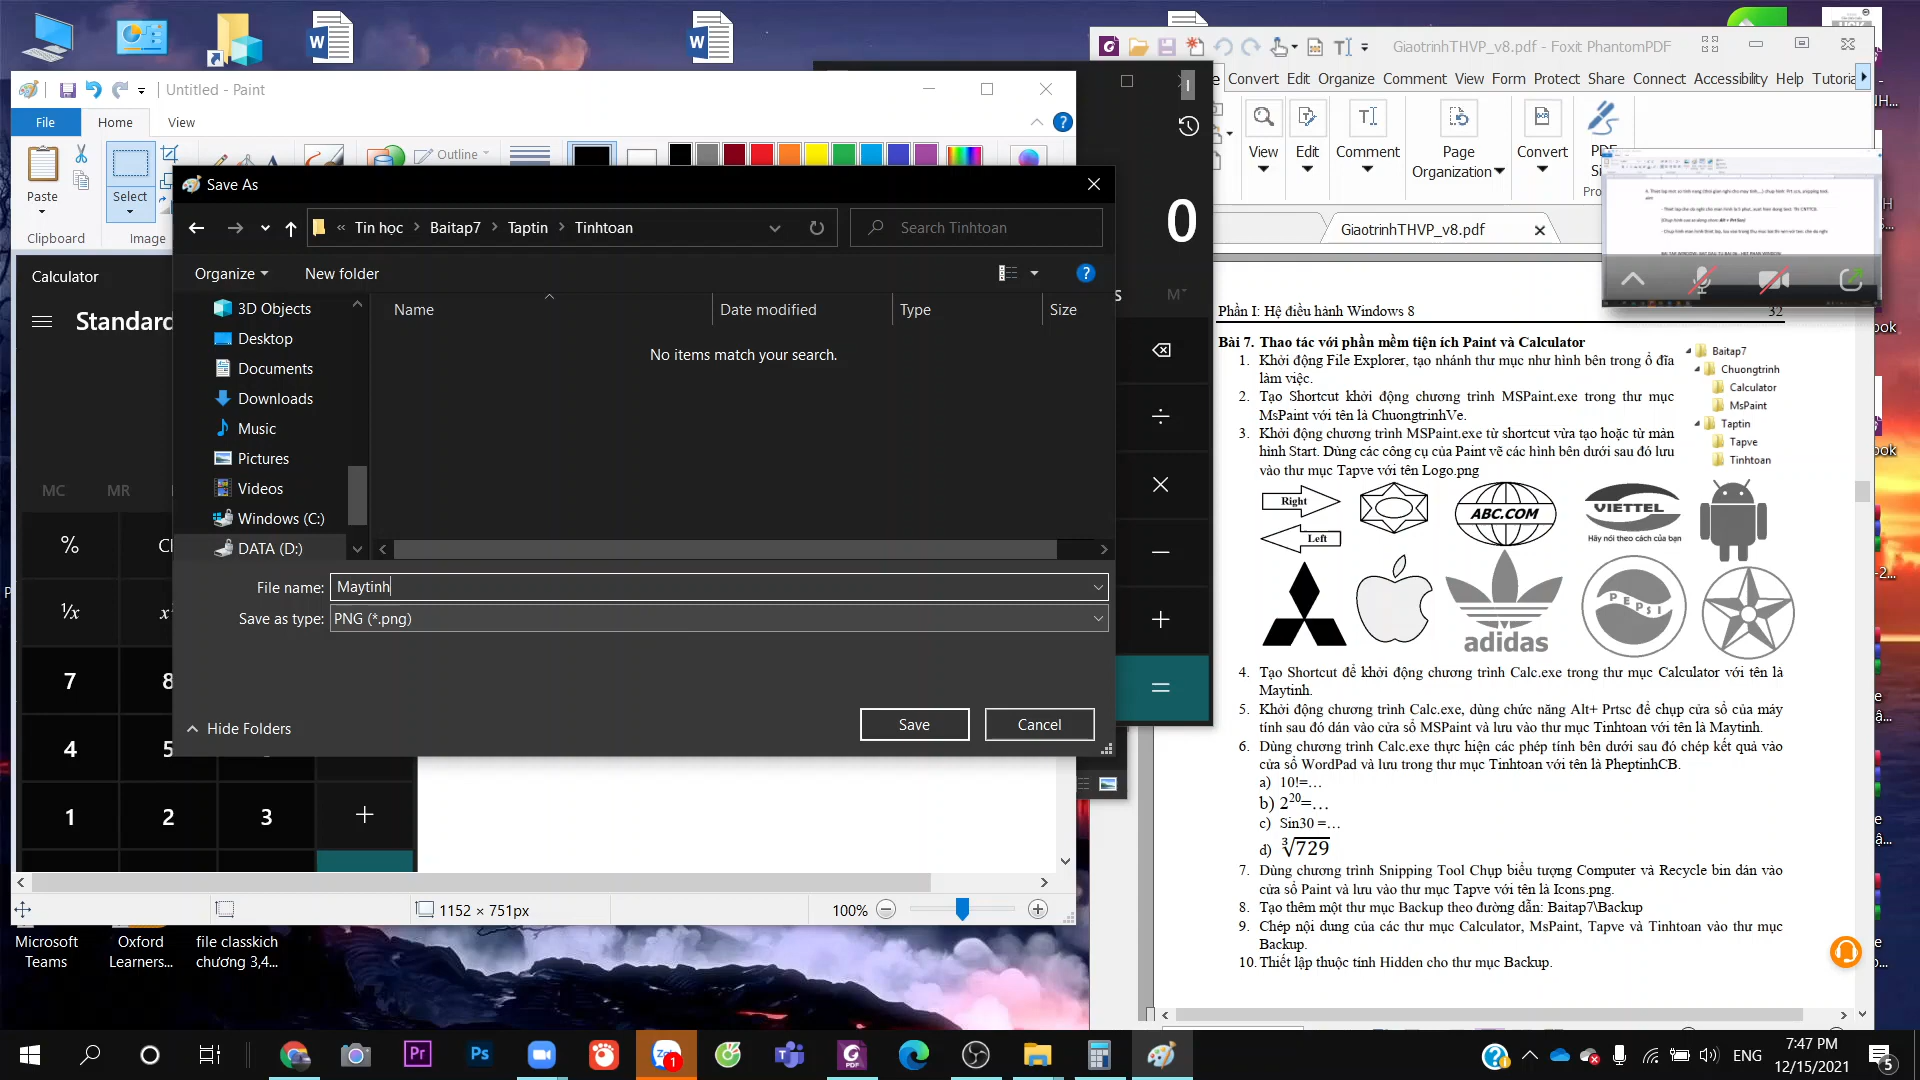 GiaotrinhTHVP_v8.pdf - Foxit PhantomPDF
Convert Edit Organize Comment View Form Protect Share Connect Accessibility Help Tutoria
View
Edit
Comment
Page
Organization
Convert
PDF
GiaotrinhTHVP_v8.pdf
Untitled - Paint
File
Home
View
Paste
Select
Outline
Clipboard
Image
Calculator
Standard
MC
MR
%
¹/x
7
8
4
5
1
2
3
+
0
÷
×
−
+
=
Save As
« Tin học > Baitap7 > Taptin > Tinhtoan
Search Tinhtoan
Organize
New folder
3D Objects
Desktop
Documents
Downloads
Music
Pictures
Videos
Windows (C:)
DATA (D:)
Name
Date modified
Type
Size
No items match your search.
File name: Maytinh
Save as type: PNG (*.png)
Hide Folders
Save
Cancel
1152 × 751px
100%
Phần I: Hệ điều hành Windows 8
32
Bài 7. Thao tác với phần mềm tiện ích Paint và Calculator
1. Khởi động File Explorer, tạo nhánh thư mục như hình bên trong ổ đĩa
làm việc.
2. Tạo Shortcut khởi động chương trình MSPaint.exe trong thư mục
MsPaint với tên là ChuongtrinhVe.
3. Khởi động chương trình MSPaint.exe từ shortcut vừa tạo hoặc từ màn
hình Start. Dùng các công cụ của Paint vẽ các hình bên dưới sau đó lưu
vào thư mục Tapve với tên Logo.png
Baitap7
Chuongtrinh
Calculator
MsPaint
Taptin
Tapve
Tinhtoan
Right
Left
ABC.COM
VIETTEL
Hãy nói theo cách của bạn
adidas
PEPSI
4. Tạo Shortcut để khởi động chương trình Calc.exe trong thư mục Calculator với tên là
Maytinh.
5. Khởi động chương trình Calc.exe, dùng chức năng Alt+ Prtsc để chụp cửa sổ của máy
tính sau đó dán vào cửa sổ MSPaint và lưu vào thư mục Tinhtoan với tên là Maytinh.
6. Dùng chương trình Calc.exe thực hiện các phép tính bên dưới sau đó chép kết quả vào
cửa sổ WordPad và lưu trong thư mục Tinhtoan với tên là PheptinhCB.
a) 10!=…
b) 2²⁰=…
c) Sin30 =…
d) ∛729
7. Dùng chương trình Snipping Tool Chụp biểu tượng Computer và Recycle bin dán vào
cửa sổ Paint và lưu vào thư mục Tapve với tên là Icons.png.
8. Tạo thêm một thư mục Backup theo đường dẫn: Baitap7\Backup
9. Chép nội dung của các thư mục Calculator, MsPaint, Tapve và Tinhtoan vào thư mục
Backup.
10. Thiết lập thuộc tính Hidden cho thư mục Backup.
Microsoft
Teams
Oxford
Learners...
file classkich
chương 3,4...
ENG
7:47 PM
12/15/2021
5